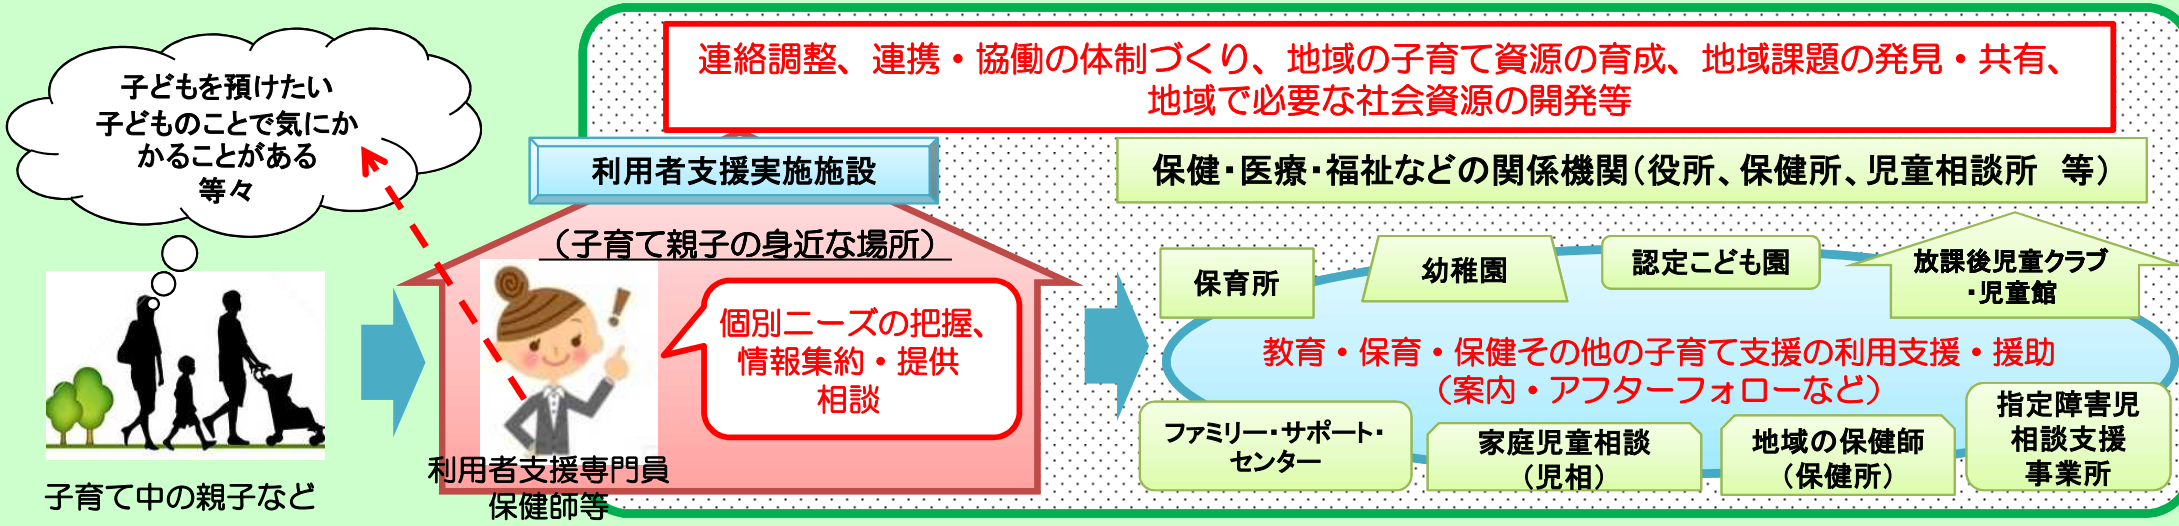 連絡調整、連携・協働の体制づくり、地域の子育て資源の育成、地域課題の発見・共有、
地域で必要な社会資源の開発等
子どもを預けたい
子どものことで気にか
かることがある
等々
利用者支援実施施設
保健・医療・福祉などの関係機関(役所、保健所、児童相談所　等)
(子育て親子の身近な場所)
個別ニーズの把握、
情報集約・提供
相談
保育所
幼稚園
認定こども園
放課後児童クラブ
・児童館
教育・保育・保健その他の子育て支援の利用支援・援助
(案内・アフターフォローなど)
ファミリー・サポート・
センター
家庭児童相談
(児相)
地域の保健師
(保健所)
指定障害児
相談支援
事業所
子育て中の親子など
利用者支援専門員
保健師等